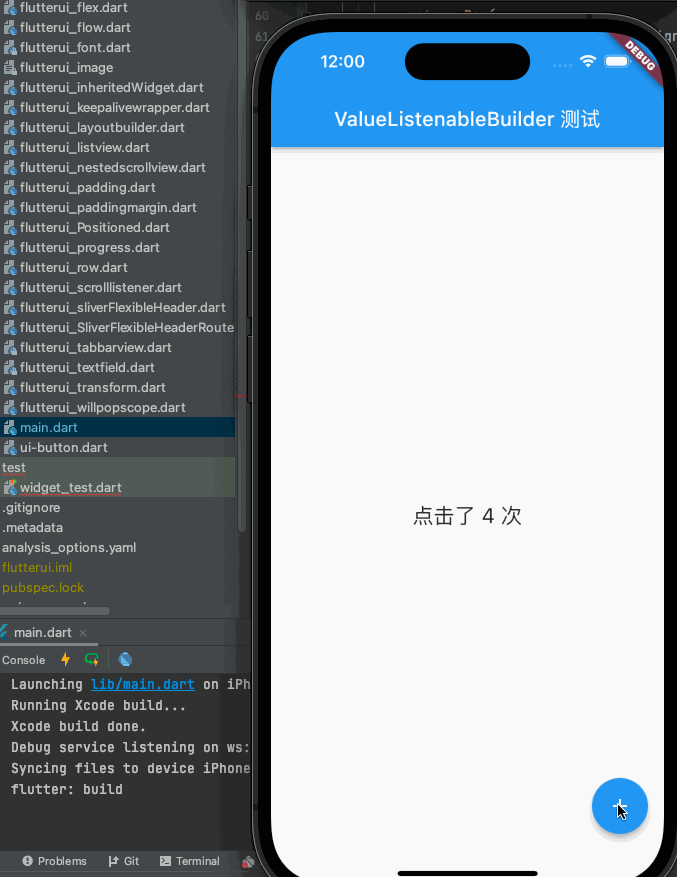 flutterui_flex.dart
flutterui_flow.dart
flutterui_font.dart
flutterui_image
flutterui_inheritedWidget.dart
flutterui_keepalivewrapper.dart
flutterui_layoutbuilder.dart
flutterui_listview.dart
flutterui_nestedscrollview.dart
flutterui_padding.dart
flutterui_paddingmargin.dart
flutterui_Positioned.dart
flutterui_progress.dart
flutterui_row.dart
flutterui_scrolllistener.dart
flutterui_sliverFlexibleHeader.dart
flutterui_SliverFlexibleHeaderRoute
flutterui_tabbarview.dart
flutterui_textfield.dart
flutterui_transform.dart
flutterui_willpopscope.dart
main.dart
ui-button.dart
test
widget_test.dart
.gitignore
.metadata
analysis_options.yaml
flutterui.iml
pubspec.lock
main.dart
Console
Launching lib/main.dart on iPh
Running Xcode build...
Xcode build done.
Debug service listening on ws:
Syncing files to device iPhone
flutter: build
Problems Git Terminal
60
61
12:00
DEBUG
ValueListenableBuilder 测试
点击了 4 次